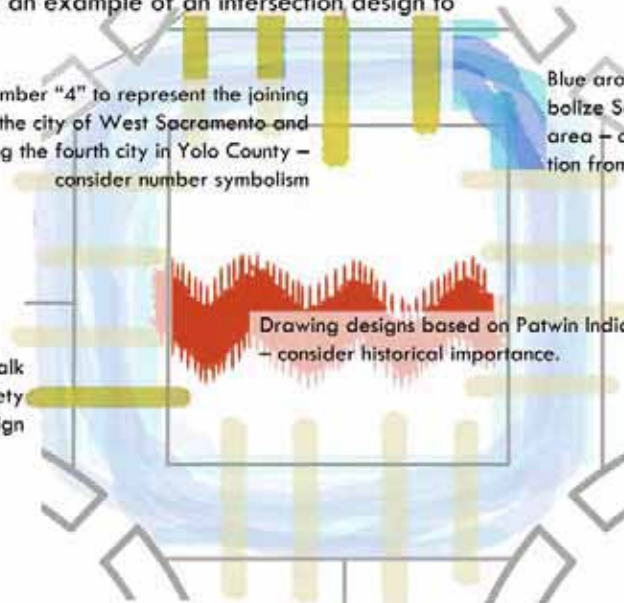 an example of an intersection design to
mber “4” to represent the joining
the city of West Sacramento and
g the fourth city in Yolo County –
consider number symbolism
Blue aro
bolize S
area –
tion from
Drawing designs based on Patwin Indi
– consider historical importance.
alk
ety
ign